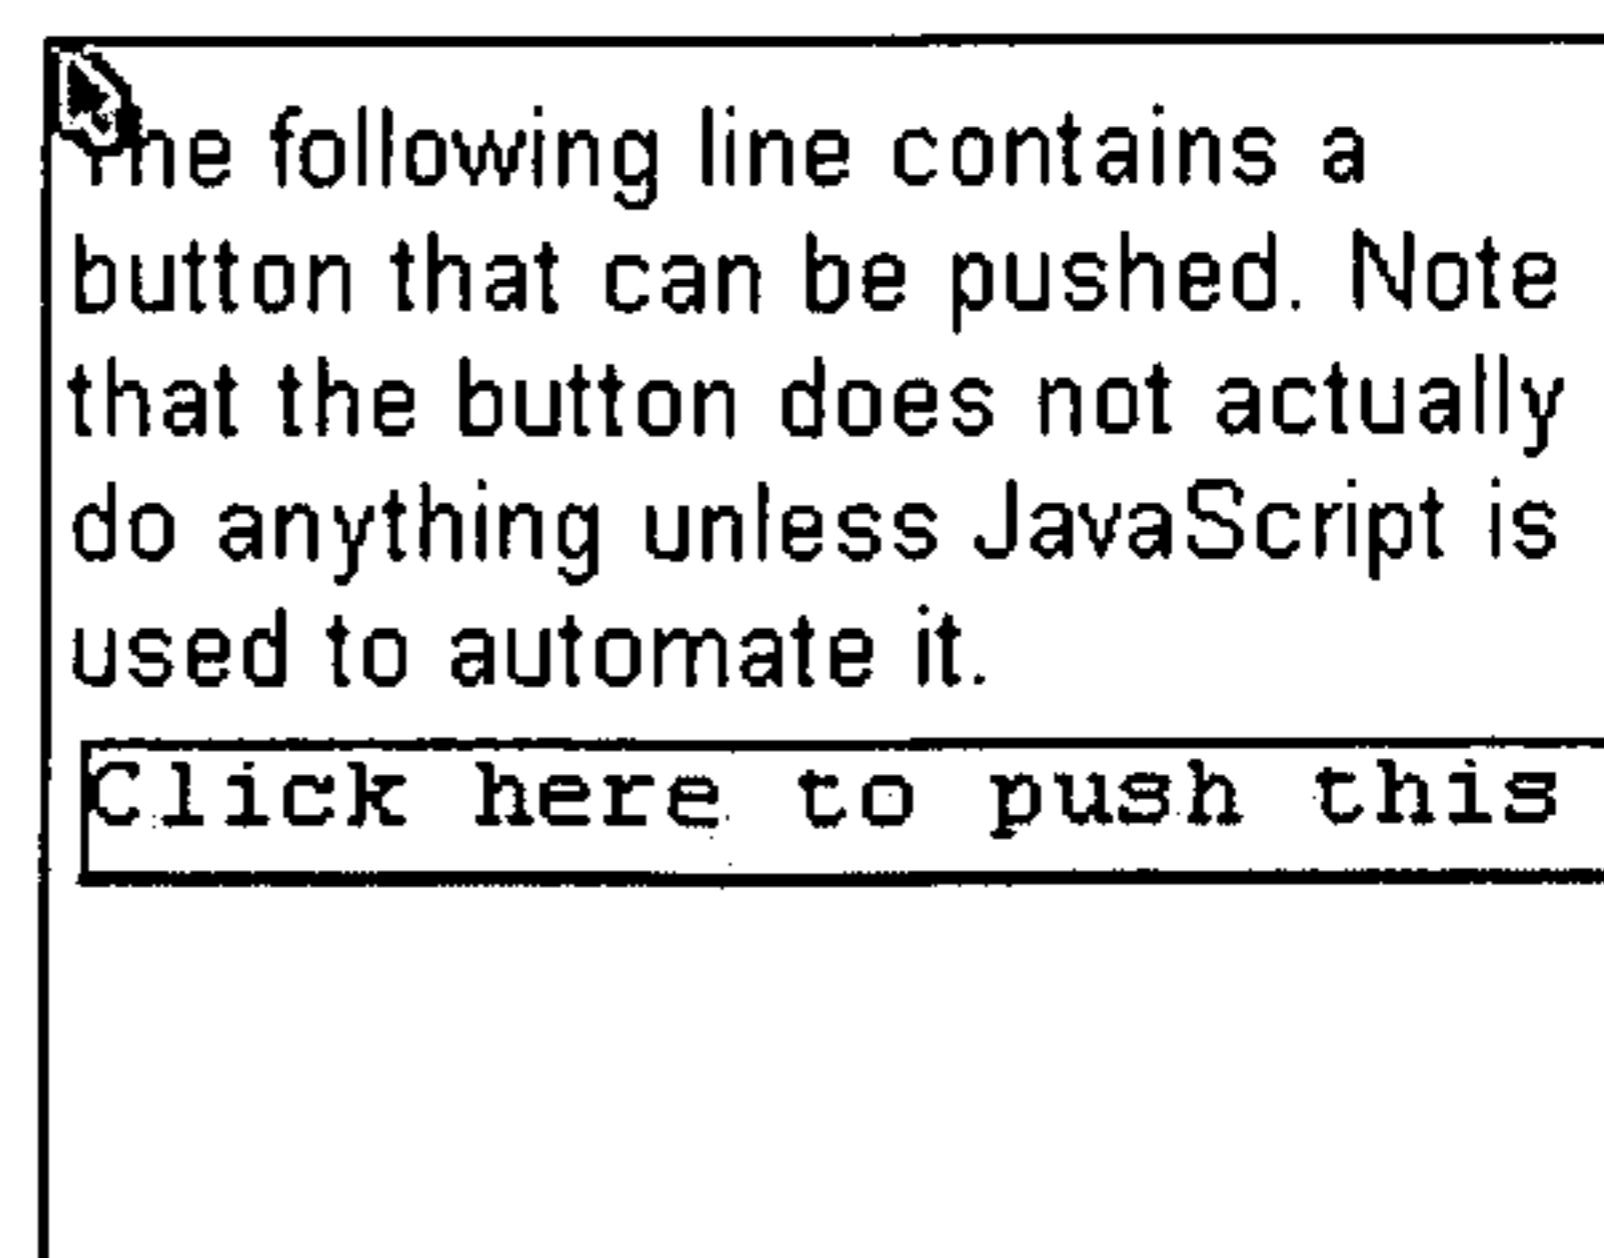 The following line contains a
button that can be pushed. Note
that the button does not actually
do anything unless JavaScript is
used to automate it.
Click here to push this